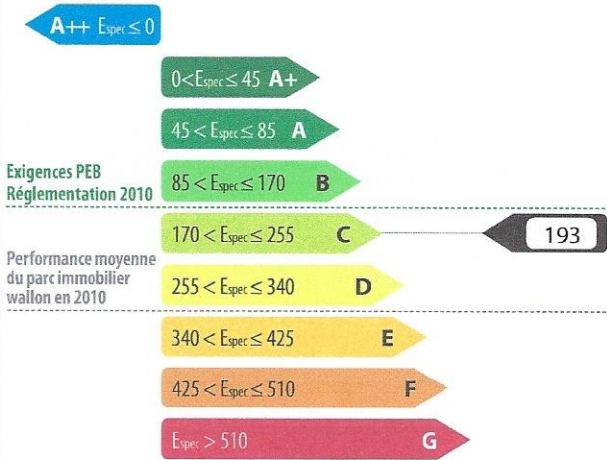 A++ Espec ≤ 0
0 < Espec ≤ 45 A+
45 < Espec ≤ 85 A
Exigences PEB
Réglementation 2010
85 < Espec ≤ 170 B
170 < Espec ≤ 255 C
193
Performance moyenne
du parc immobilier
wallon en 2010
255 < Espec ≤ 340 D
340 < Espec ≤ 425 E
425 < Espec ≤ 510 F
Espec > 510 G